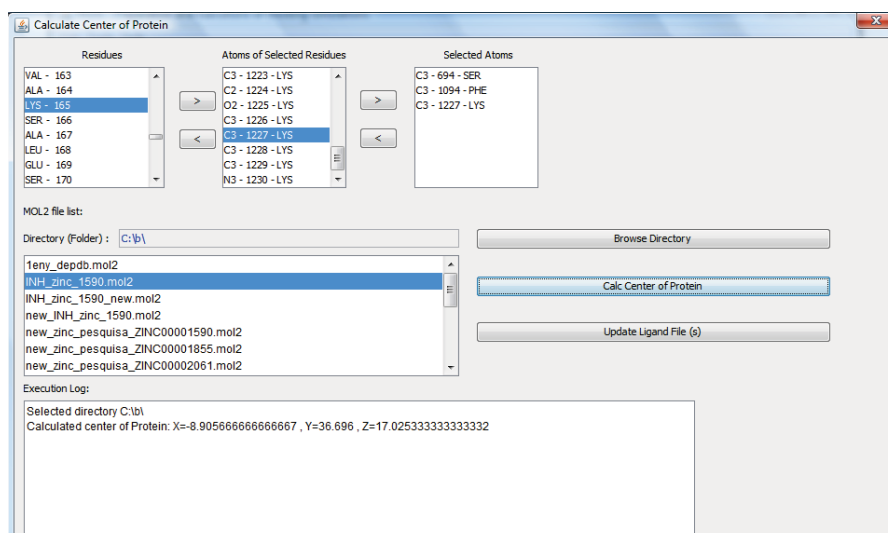 Calculate Center of Protein
x
Residues
Atoms of Selected Residues
Selected Atoms
VAL - 163
ALA - 164
LYS - 165
SER - 166
ALA - 167
LEU - 168
GLU - 169
SER - 170
>
<
C3 - 1223 - LYS
C2 - 1224 - LYS
O2 - 1225 - LYS
C3 - 1226 - LYS
C3 - 1227 - LYS
C3 - 1228 - LYS
C3 - 1229 - LYS
N3 - 1230 - LYS
>
<
C3 - 694 - SER
C3 - 1094 - PHE
C3 - 1227 - LYS
MOL2 file list:
Directory (Folder) : C:\b\
Browse Directory
1eny_depdb.mol2
INH_zinc_1590.mol2
INH_zinc_1590_new.mol2
new_INH_zinc_1590.mol2
new_zinc_pesquisa_ZINC00001590.mol2
new_zinc_pesquisa_ZINC00001855.mol2
new_zinc_pesquisa_ZINC00002061.mol2
Calc Center of Protein
Update Ligand File (s)
Execution Log:
Selected directory C:\b\
Calculated center of Protein: X=-8.905666666666667 , Y=36.696 , Z=17.025333333333332